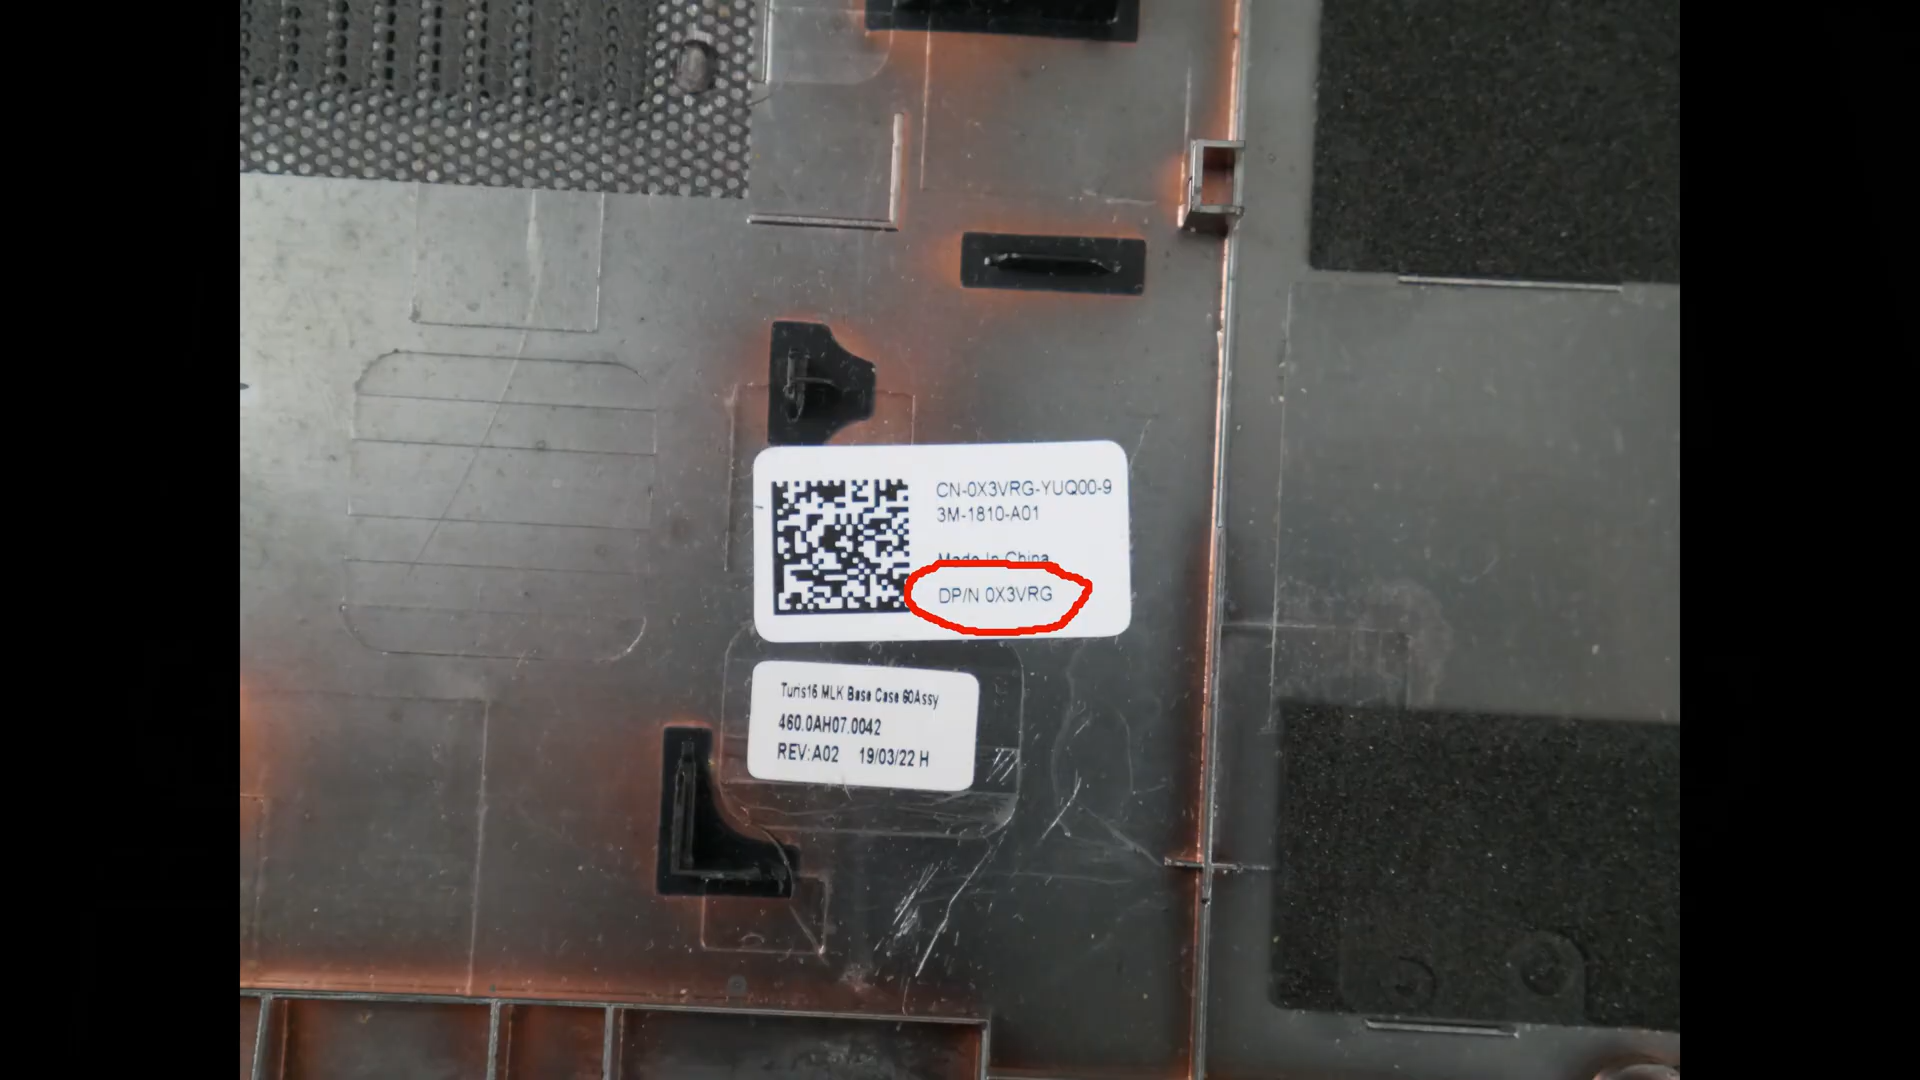 CN-0X3VRG-YUQ00-9
3M-1810-A01
Made In China
DP/N 0X3VRG
Turis15 MLK Base Case 60Assy
460.0AH07.0042
REV:A02 19/03/22 H